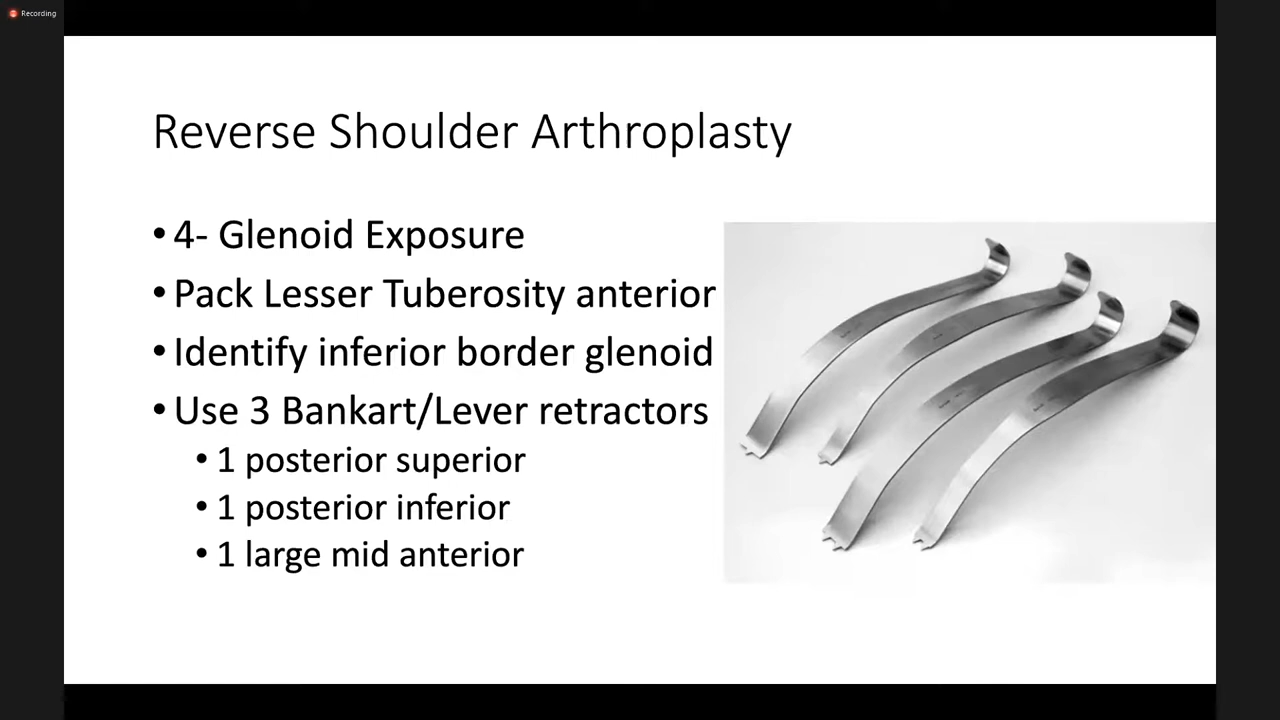 Recording
Reverse Shoulder Arthroplasty
• 4- Glenoid Exposure
• Pack Lesser Tuberosity anterior
• Identify inferior border glenoid
• Use 3 Bankart/Lever retractors
• 1 posterior superior
• 1 posterior inferior
• 1 large mid anterior